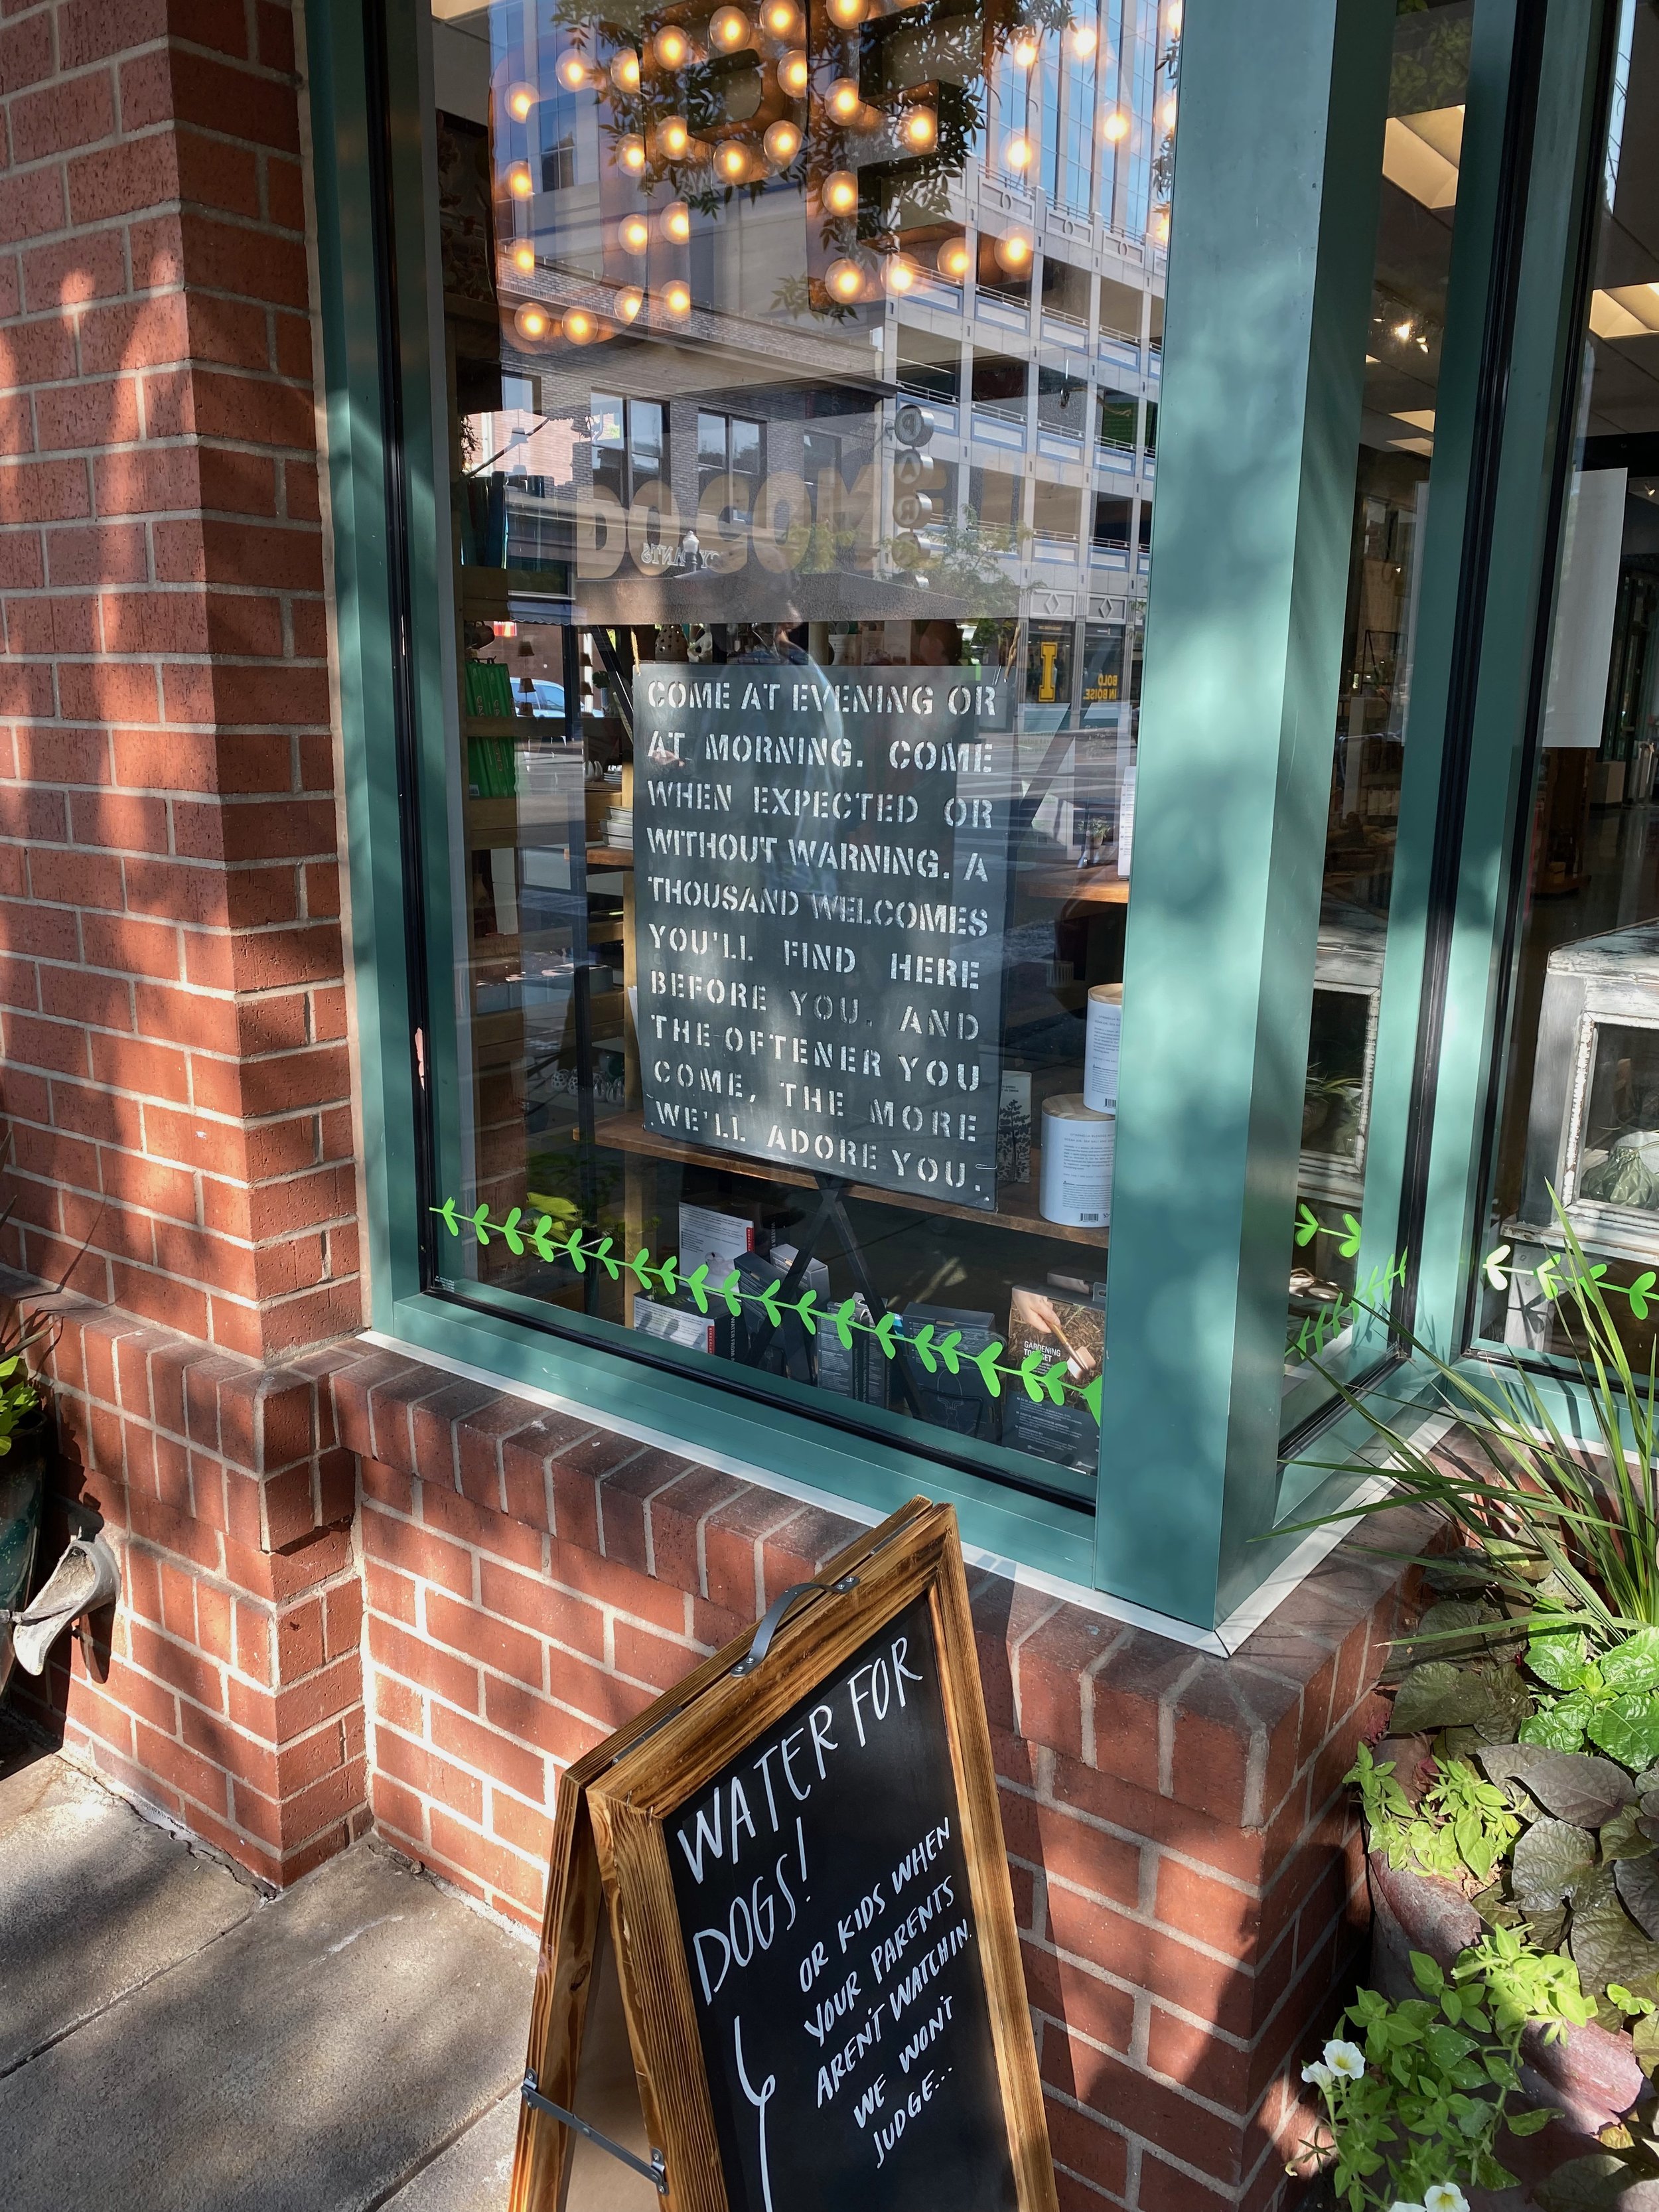 DO COME
I
BOLD
IN BOISE
COME AT EVENING OR
AT MORNING. COME
WHEN EXPECTED OR
WITHOUT WARNING. A
THOUSAND WELCOMES
YOU'LL FIND HERE
BEFORE YOU. AND
THE OFTENER YOU
COME, THE MORE
WE'LL ADORE YOU.
GARDENING
WATER FOR
DOGS!
OR KIDS WHEN
YOUR PARENTS
AREN'T WATCHIN.
WE WON'T
JUDGE...